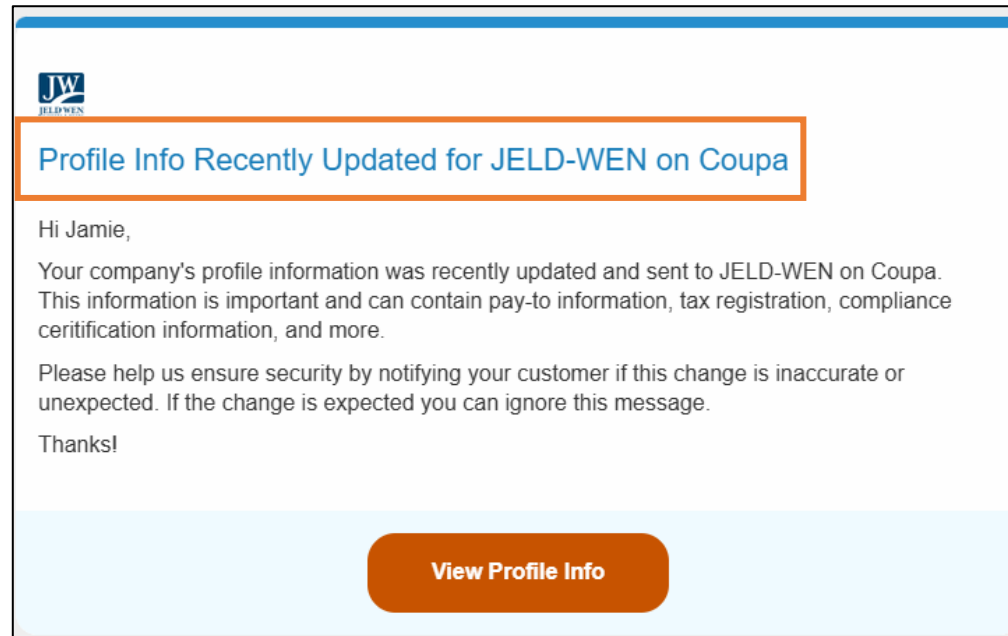 JW
JELD WEN
Profile Info Recently Updated for JELD-WEN on Coupa
Hi Jamie,
Your company's profile information was recently updated and sent to JELD-WEN on Coupa.
This information is important and can contain pay-to information, tax registration, compliance
ceritification information, and more.
Please help us ensure security by notifying your customer if this change is inaccurate or
unexpected. If the change is expected you can ignore this message.
Thanks!
View Profile Info